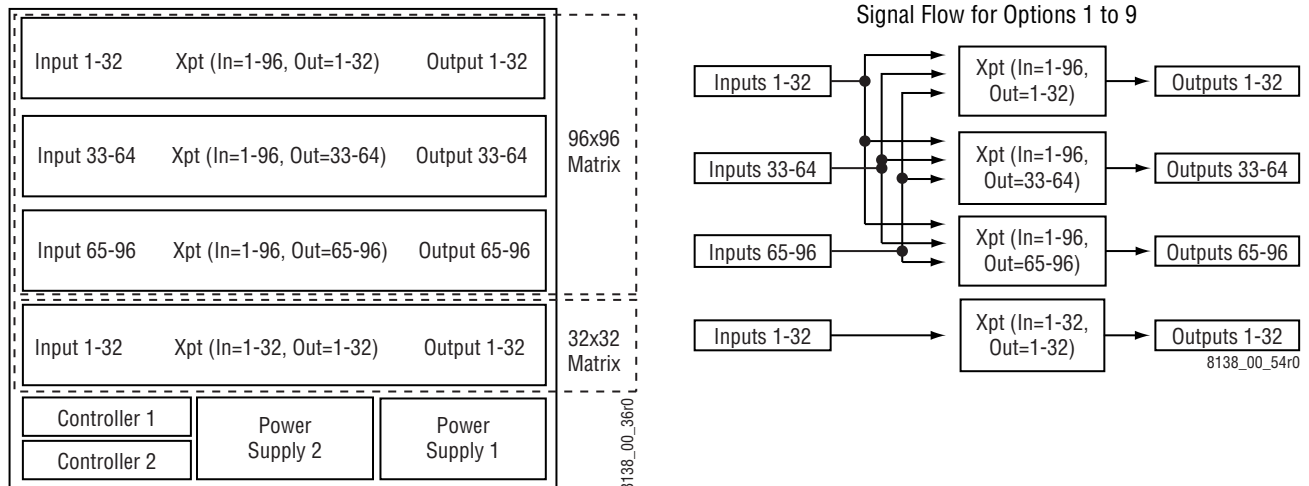 Input 1-32 Xpt (In=1-96, Out=1-32) Output 1-32
Input 33-64 Xpt (In=1-96, Out=33-64) Output 33-64
Input 65-96 Xpt (In=1-96, Out=65-96) Output 65-96
96x96
Matrix
Input 1-32 Xpt (In=1-32, Out=1-32) Output 1-32
32x32
Matrix
Controller 1
Controller 2
Power
Supply 2
Power
Supply 1
8138_00_36r0
Signal Flow for Options 1 to 9
Inputs 1-32
Xpt (In=1-96,
Out=1-32)
Outputs 1-32
Inputs 33-64
Xpt (In=1-96,
Out=33-64)
Outputs 33-64
Inputs 65-96
Xpt (In=1-96,
Out=65-96)
Outputs 65-96
Inputs 1-32
Xpt (In=1-32,
Out=1-32)
Outputs 1-32
8138_00_54r0